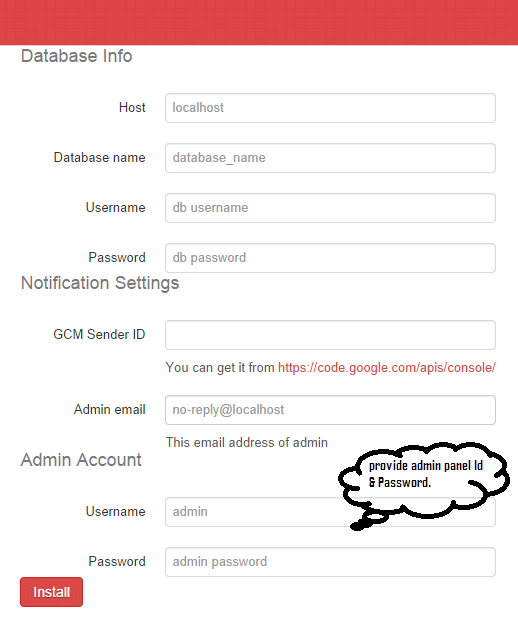 Database Info
Host
localhost
Database name
database_name
Username
db username
Password
db password
Notification Settings
GCM Sender ID
You can get it from https://code.google.com/apis/console/
Admin email
no-reply@localhost
This email address of admin
Admin Account
provide admin panel Id
& Password.
Username
admin
Password
admin password
Install